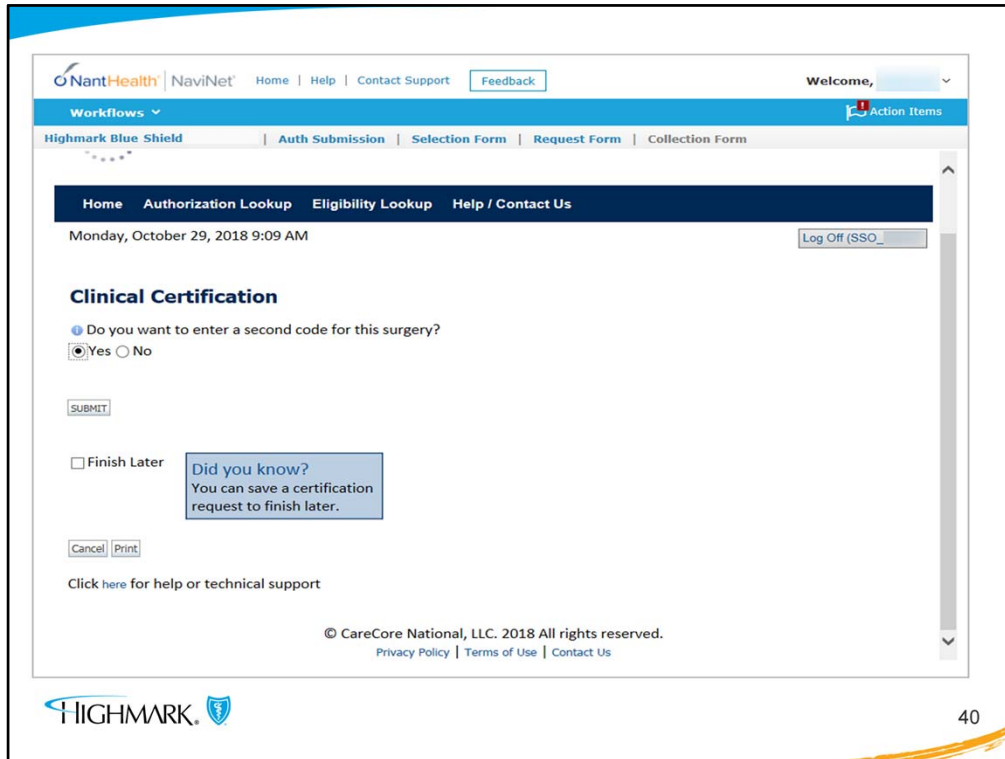 NantHealth | NaviNet Home | Help | Contact Support Feedback Welcome,
Workflows Action Items
Highmark Blue Shield | Auth Submission | Selection Form | Request Form | Collection Form
Home Authorization Lookup Eligibility Lookup Help / Contact Us
Monday, October 29, 2018 9:09 AM Log Off (SSO_
Clinical Certification
Do you want to enter a second code for this surgery?
Yes No
SUBMIT
Finish Later
Did you know?
You can save a certification
request to finish later.
Cancel Print
Click here for help or technical support
© CareCore National, LLC. 2018 All rights reserved.
Privacy Policy | Terms of Use | Contact Us
HIGHMARK. 40